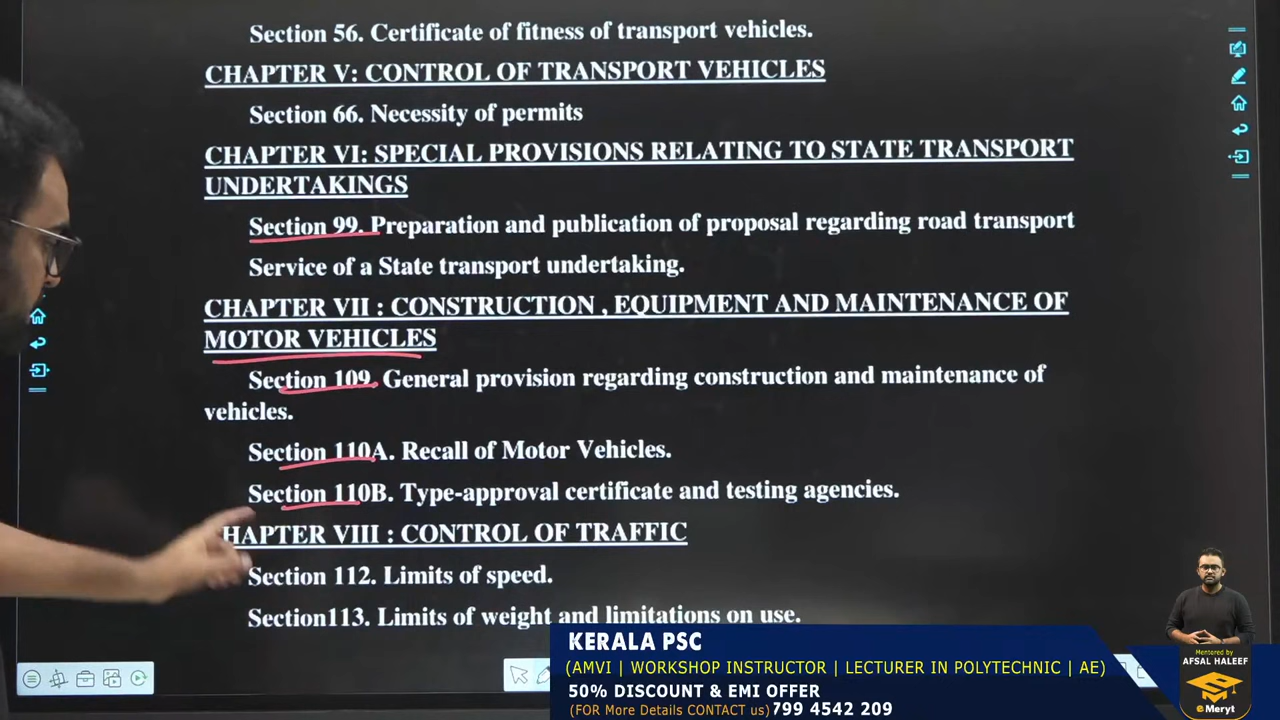 Section 56. Certificate of fitness of transport vehicles.
CHAPTER V: CONTROL OF TRANSPORT VEHICLES
Section 66. Necessity of permits
CHAPTER VI: SPECIAL PROVISIONS RELATING TO STATE TRANSPORT
UNDERTAKINGS
Section 99. Preparation and publication of proposal regarding road transport
Service of a State transport undertaking.
CHAPTER VII : CONSTRUCTION , EQUIPMENT AND MAINTENANCE OF
MOTOR VEHICLES
Section 109. General provision regarding construction and maintenance of
vehicles.
Section 110A. Recall of Motor Vehicles.
Section 110B. Type-approval certificate and testing agencies.
HAPTER VIII : CONTROL OF TRAFFIC
Section 112. Limits of speed.
Section113. Limits of weight and limitations on use.
KERALA PSC
(AMVI | WORKSHOP INSTRUCTOR | LECTURER IN POLYTECHNIC | AE)
50% DISCOUNT & EMI OFFER
(FOR More Details CONTACT us) 799 4542 209
Mentored by
AFSAL HALEEF
e Meryt